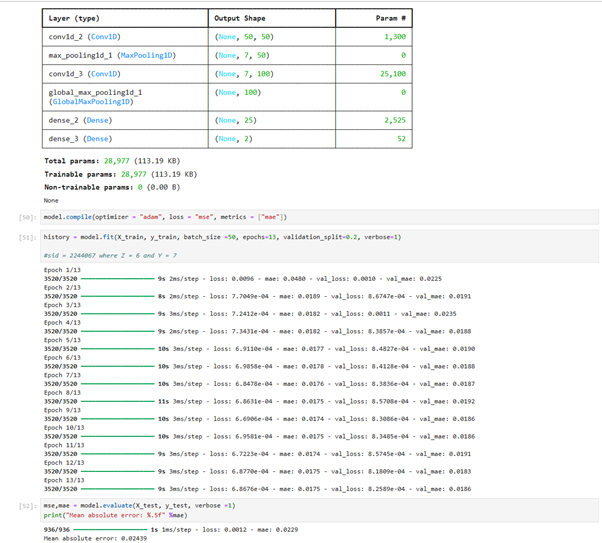 Layer (type) Output Shape Param #
conv1d_2 (Conv1D) (None, 50, 50) 1,300
max_pooling1d_1 (MaxPooling1D) (None, 7, 50) 0
conv1d_3 (Conv1D) (None, 7, 100) 25,100
global_max_pooling1d_1 (None, 100) 0
(GlobalMaxPooling1D)
dense_2 (Dense) (None, 25) 2,525
dense_3 (Dense) (None, 2) 52
Total params: 28,977 (113.19 KB)
Trainable params: 28,977 (113.19 KB)
Non-trainable params: 0 (0.00 B)
None
[50]: model.compile(optimizer = "adam", loss = "mse", metrics = ["mae"])
[51]: history = model.fit(X_train, y_train, batch_size =50, epochs=13, validation_split=0.2, verbose=1)
#sid = 2244067 where Z = 6 and Y = 7
Epoch 1/13
3520/3520 9s 2ms/step - loss: 0.0096 - mae: 0.0480 - val_loss: 0.0010 - val_mae: 0.0225
Epoch 2/13
3520/3520 8s 2ms/step - loss: 7.7049e-04 - mae: 0.0189 - val_loss: 8.6747e-04 - val_mae: 0.0191
Epoch 3/13
3520/3520 9s 3ms/step - loss: 7.2412e-04 - mae: 0.0182 - val_loss: 0.0011 - val_mae: 0.0235
Epoch 4/13
3520/3520 9s 2ms/step - loss: 7.3431e-04 - mae: 0.0182 - val_loss: 8.3857e-04 - val_mae: 0.0188
Epoch 5/13
3520/3520 10s 3ms/step - loss: 6.9110e-04 - mae: 0.0177 - val_loss: 8.4827e-04 - val_mae: 0.0190
Epoch 6/13
3520/3520 10s 3ms/step - loss: 6.9858e-04 - mae: 0.0178 - val_loss: 8.4128e-04 - val_mae: 0.0188
Epoch 7/13
3520/3520 10s 3ms/step - loss: 6.8478e-04 - mae: 0.0176 - val_loss: 8.3836e-04 - val_mae: 0.0187
Epoch 8/13
3520/3520 11s 3ms/step - loss: 6.8631e-04 - mae: 0.0175 - val_loss: 8.5708e-04 - val_mae: 0.0192
Epoch 9/13
3520/3520 10s 3ms/step - loss: 6.6906e-04 - mae: 0.0174 - val_loss: 8.3086e-04 - val_mae: 0.0186
Epoch 10/13
3520/3520 10s 3ms/step - loss: 6.9581e-04 - mae: 0.0175 - val_loss: 8.3485e-04 - val_mae: 0.0186
Epoch 11/13
3520/3520 9s 3ms/step - loss: 6.7223e-04 - mae: 0.0174 - val_loss: 8.5745e-04 - val_mae: 0.0191
Epoch 12/13
3520/3520 9s 3ms/step - loss: 6.8770e-04 - mae: 0.0175 - val_loss: 8.1809e-04 - val_mae: 0.0183
Epoch 13/13
3520/3520 9s 3ms/step - loss: 6.8676e-04 - mae: 0.0175 - val_loss: 8.2589e-04 - val_mae: 0.0186
[52]: mse,mae = model.evaluate(X_test, y_test, verbose =1)
print("Mean absolute error: %.5f" %mae)
936/936 1s 1ms/step - loss: 0.0012 - mae: 0.0229
Mean absolute error: 0.02439